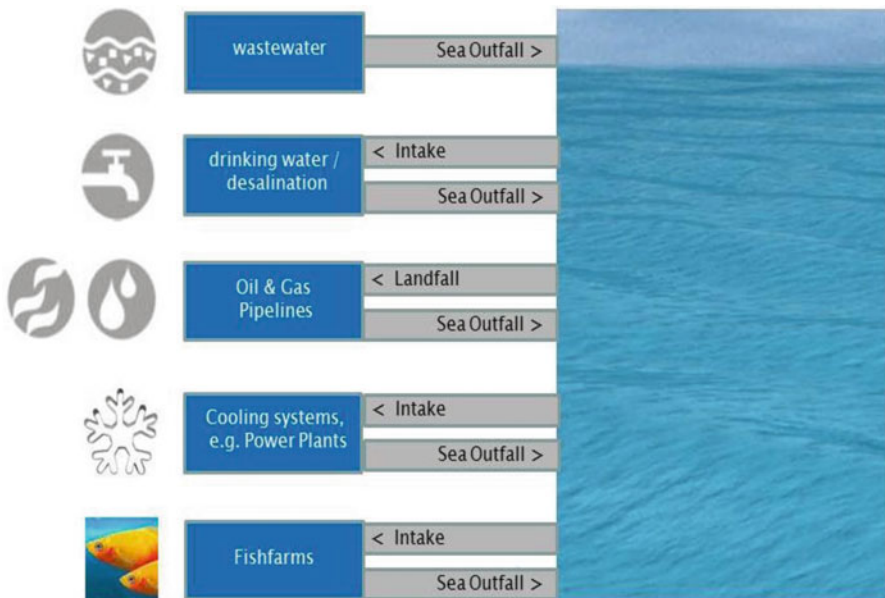 wastewater
Sea Outfall >
drinking water /
desalination
< Intake
Sea Outfall >
Oil & Gas
Pipelines
< Landfall
Sea Outfall >
Cooling systems,
e.g. Power Plants
< Intake
Sea Outfall >
Fishfarms
< Intake
Sea Outfall >